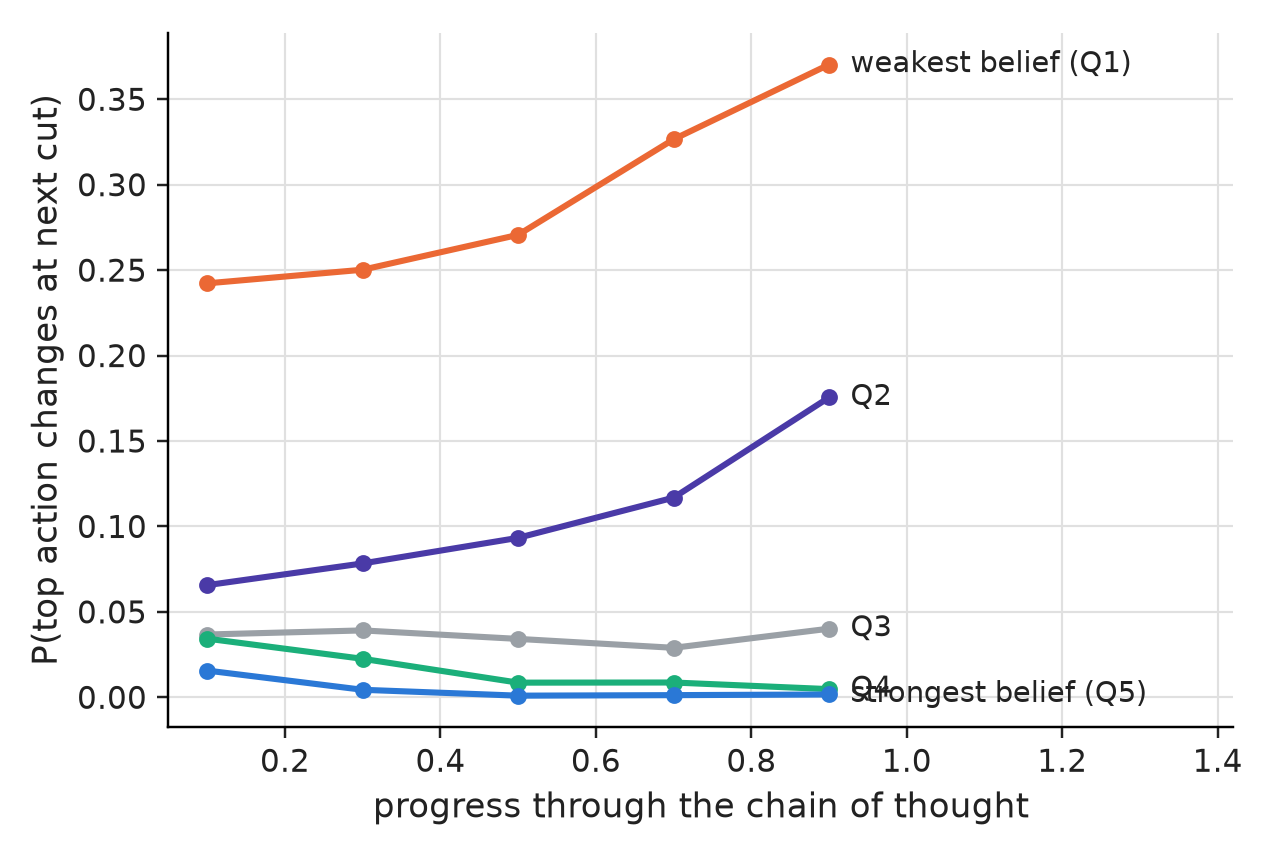 P(top action changes at next cut)
0.35
0.30
0.25
0.20
0.15
0.10
0.05
0.00
weakest belief (Q1)
Q2
Q3
Q4
strongest belief (Q5)
0.2 0.4 0.6 0.8 1.0 1.2 1.4
progress through the chain of thought